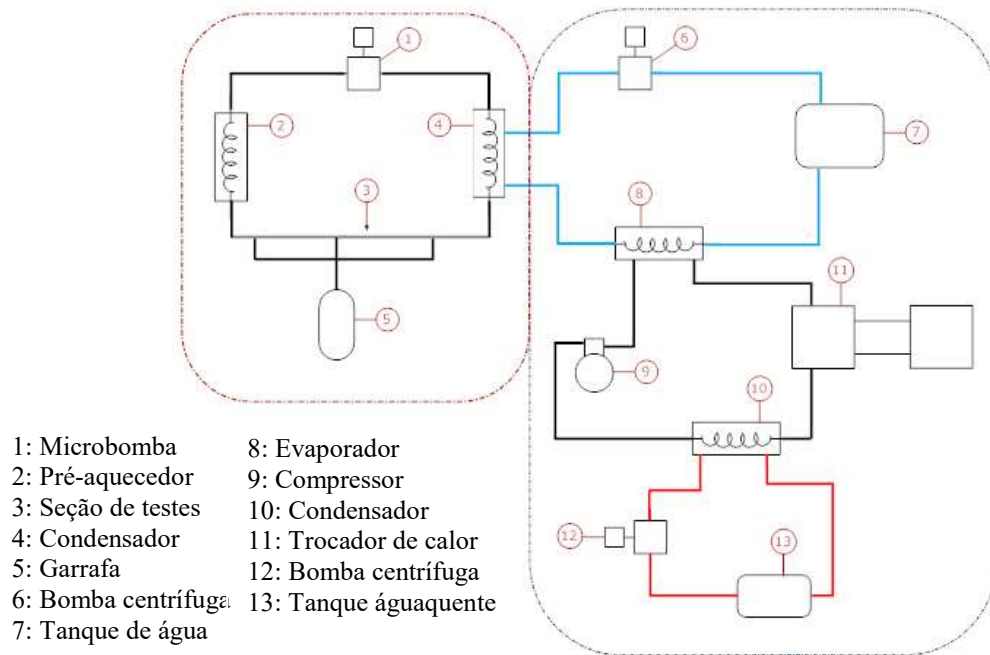 1
2
3
4
5
6
7
8
9
10
11
12
13
1: Microbomba
2: Pré-aquecedor
3: Seção de testes
4: Condensador
5: Garrafa
6: Bomba centrífuga
7: Tanque de água
8: Evaporador
9: Compressor
10: Condensador
11: Trocador de calor
12: Bomba centrífuga
13: Tanque águaquente